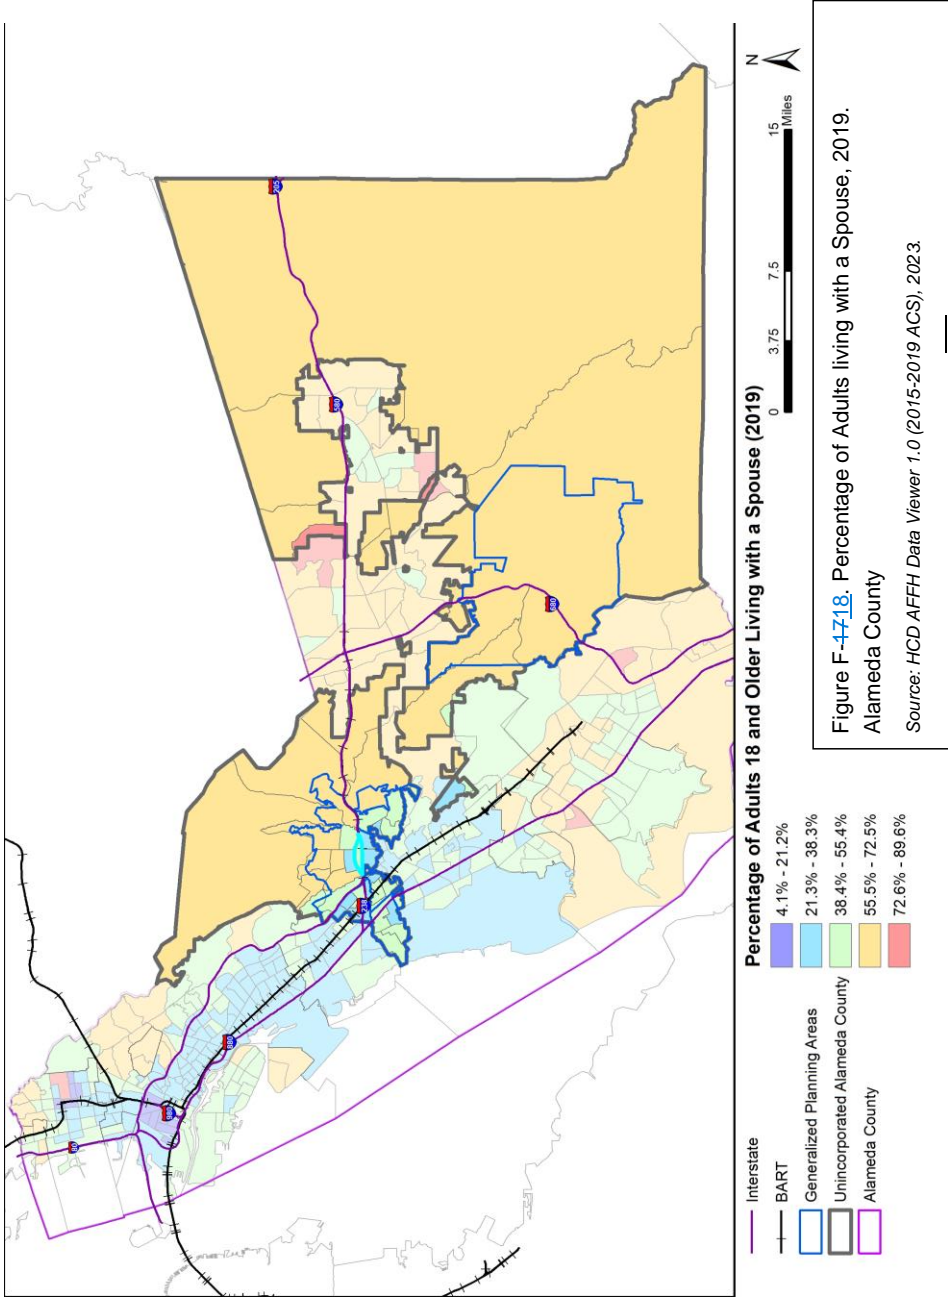 Percentage of Adults 18 and Older Living with a Spouse (2019)
Interstate
BART
Generalized Planning Areas
Unincorporated Alameda County
Alameda County
4.1% - 21.2%
21.3% - 38.3%
38.4% - 55.4%
55.5% - 72.5%
72.6% - 89.6%
0 3.75 7.5 15
Miles
N
80
580
880
238
680
580
205
Figure F-4718. Percentage of Adults living with a Spouse, 2019.
Alameda County
Source: HCD AFFH Data Viewer 1.0 (2015-2019 ACS), 2023.